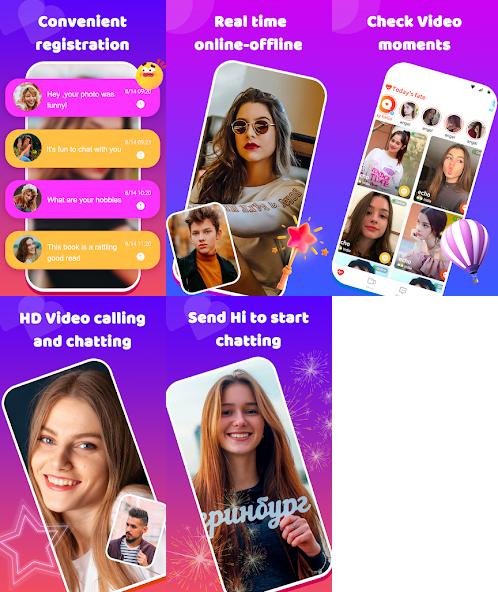 Convenient
registration
8/14 09:20
Hey ,your photo was
funny!
8/14 09:23
It's fun to chat with you
8/14 10:20
What are your hobbies
8/14 11:20
This book is a rattling
good read
Real time
online-offline
Check Video
moments
Today's fate
angel
angel
angel
echo
echo
HD Video calling
and chatting
Send Hi to start
chatting
ринбург